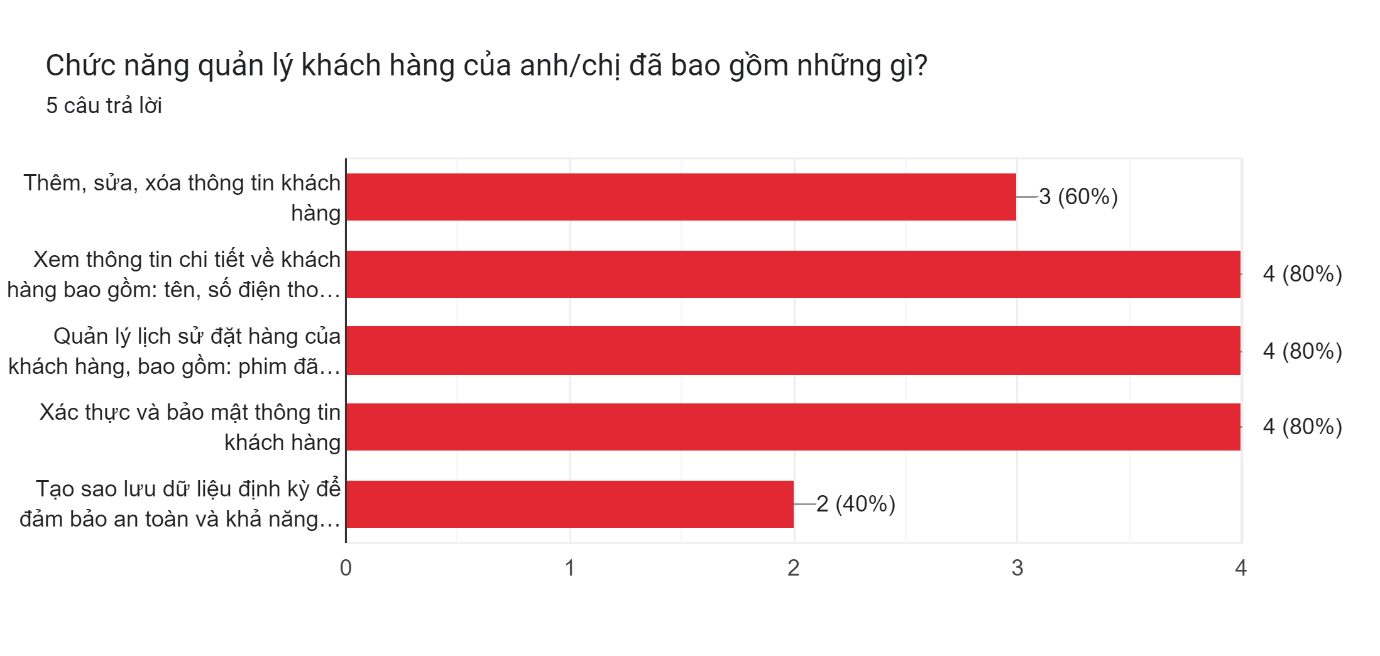 Chức năng quản lý khách hàng của anh/chị đã bao gồm những gì?
5 câu trả lời
Thêm, sửa, xóa thông tin khách
hàng
3 (60%)
Xem thông tin chi tiết về khách
hàng bao gồm: tên, số điện tho…
4 (80%)
Quản lý lịch sử đặt hàng của
khách hàng, bao gồm: phim đã…
4 (80%)
Xác thực và bảo mật thông tin
khách hàng
4 (80%)
Tạo sao lưu dữ liệu định kỳ để
đảm bảo an toàn và khả năng…
2 (40%)
0 1 2 3 4